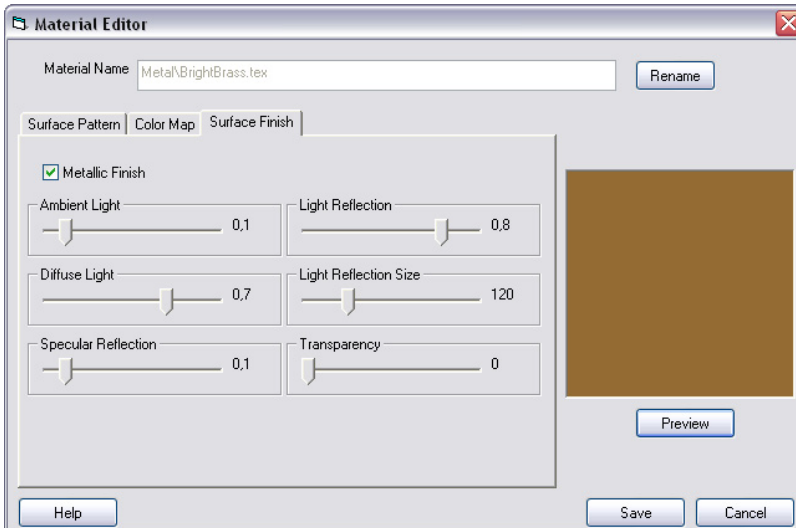 Material Editor
Material Name Metal\BrightBrass.tex Rename
Surface Pattern Color Map Surface Finish
Metallic Finish
Ambient Light
0,1
Light Reflection
0,8
Diffuse Light
0,7
Light Reflection Size
120
Specular Reflection
0,1
Transparency
0
Preview
Help Save Cancel